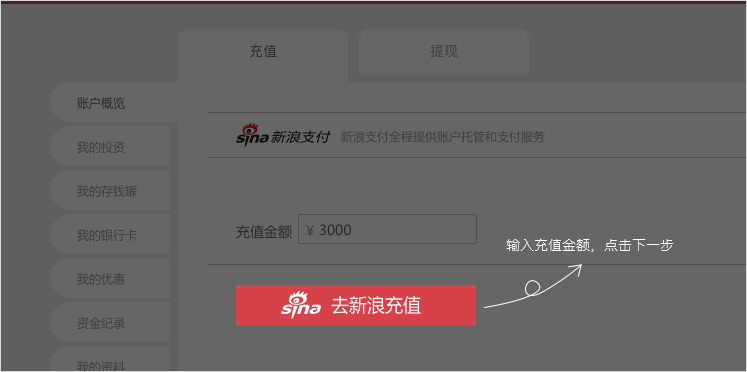 充值
提现
账户概览
我的投资
我的存钱罐
我的银行卡
我的优惠
资金纪录
我的资料
sina 新浪支付 新浪支付全程提供账户托管和支付服务
充值金额 ¥ 3000
输入充值金额，点击下一步
sina 去新浪充值